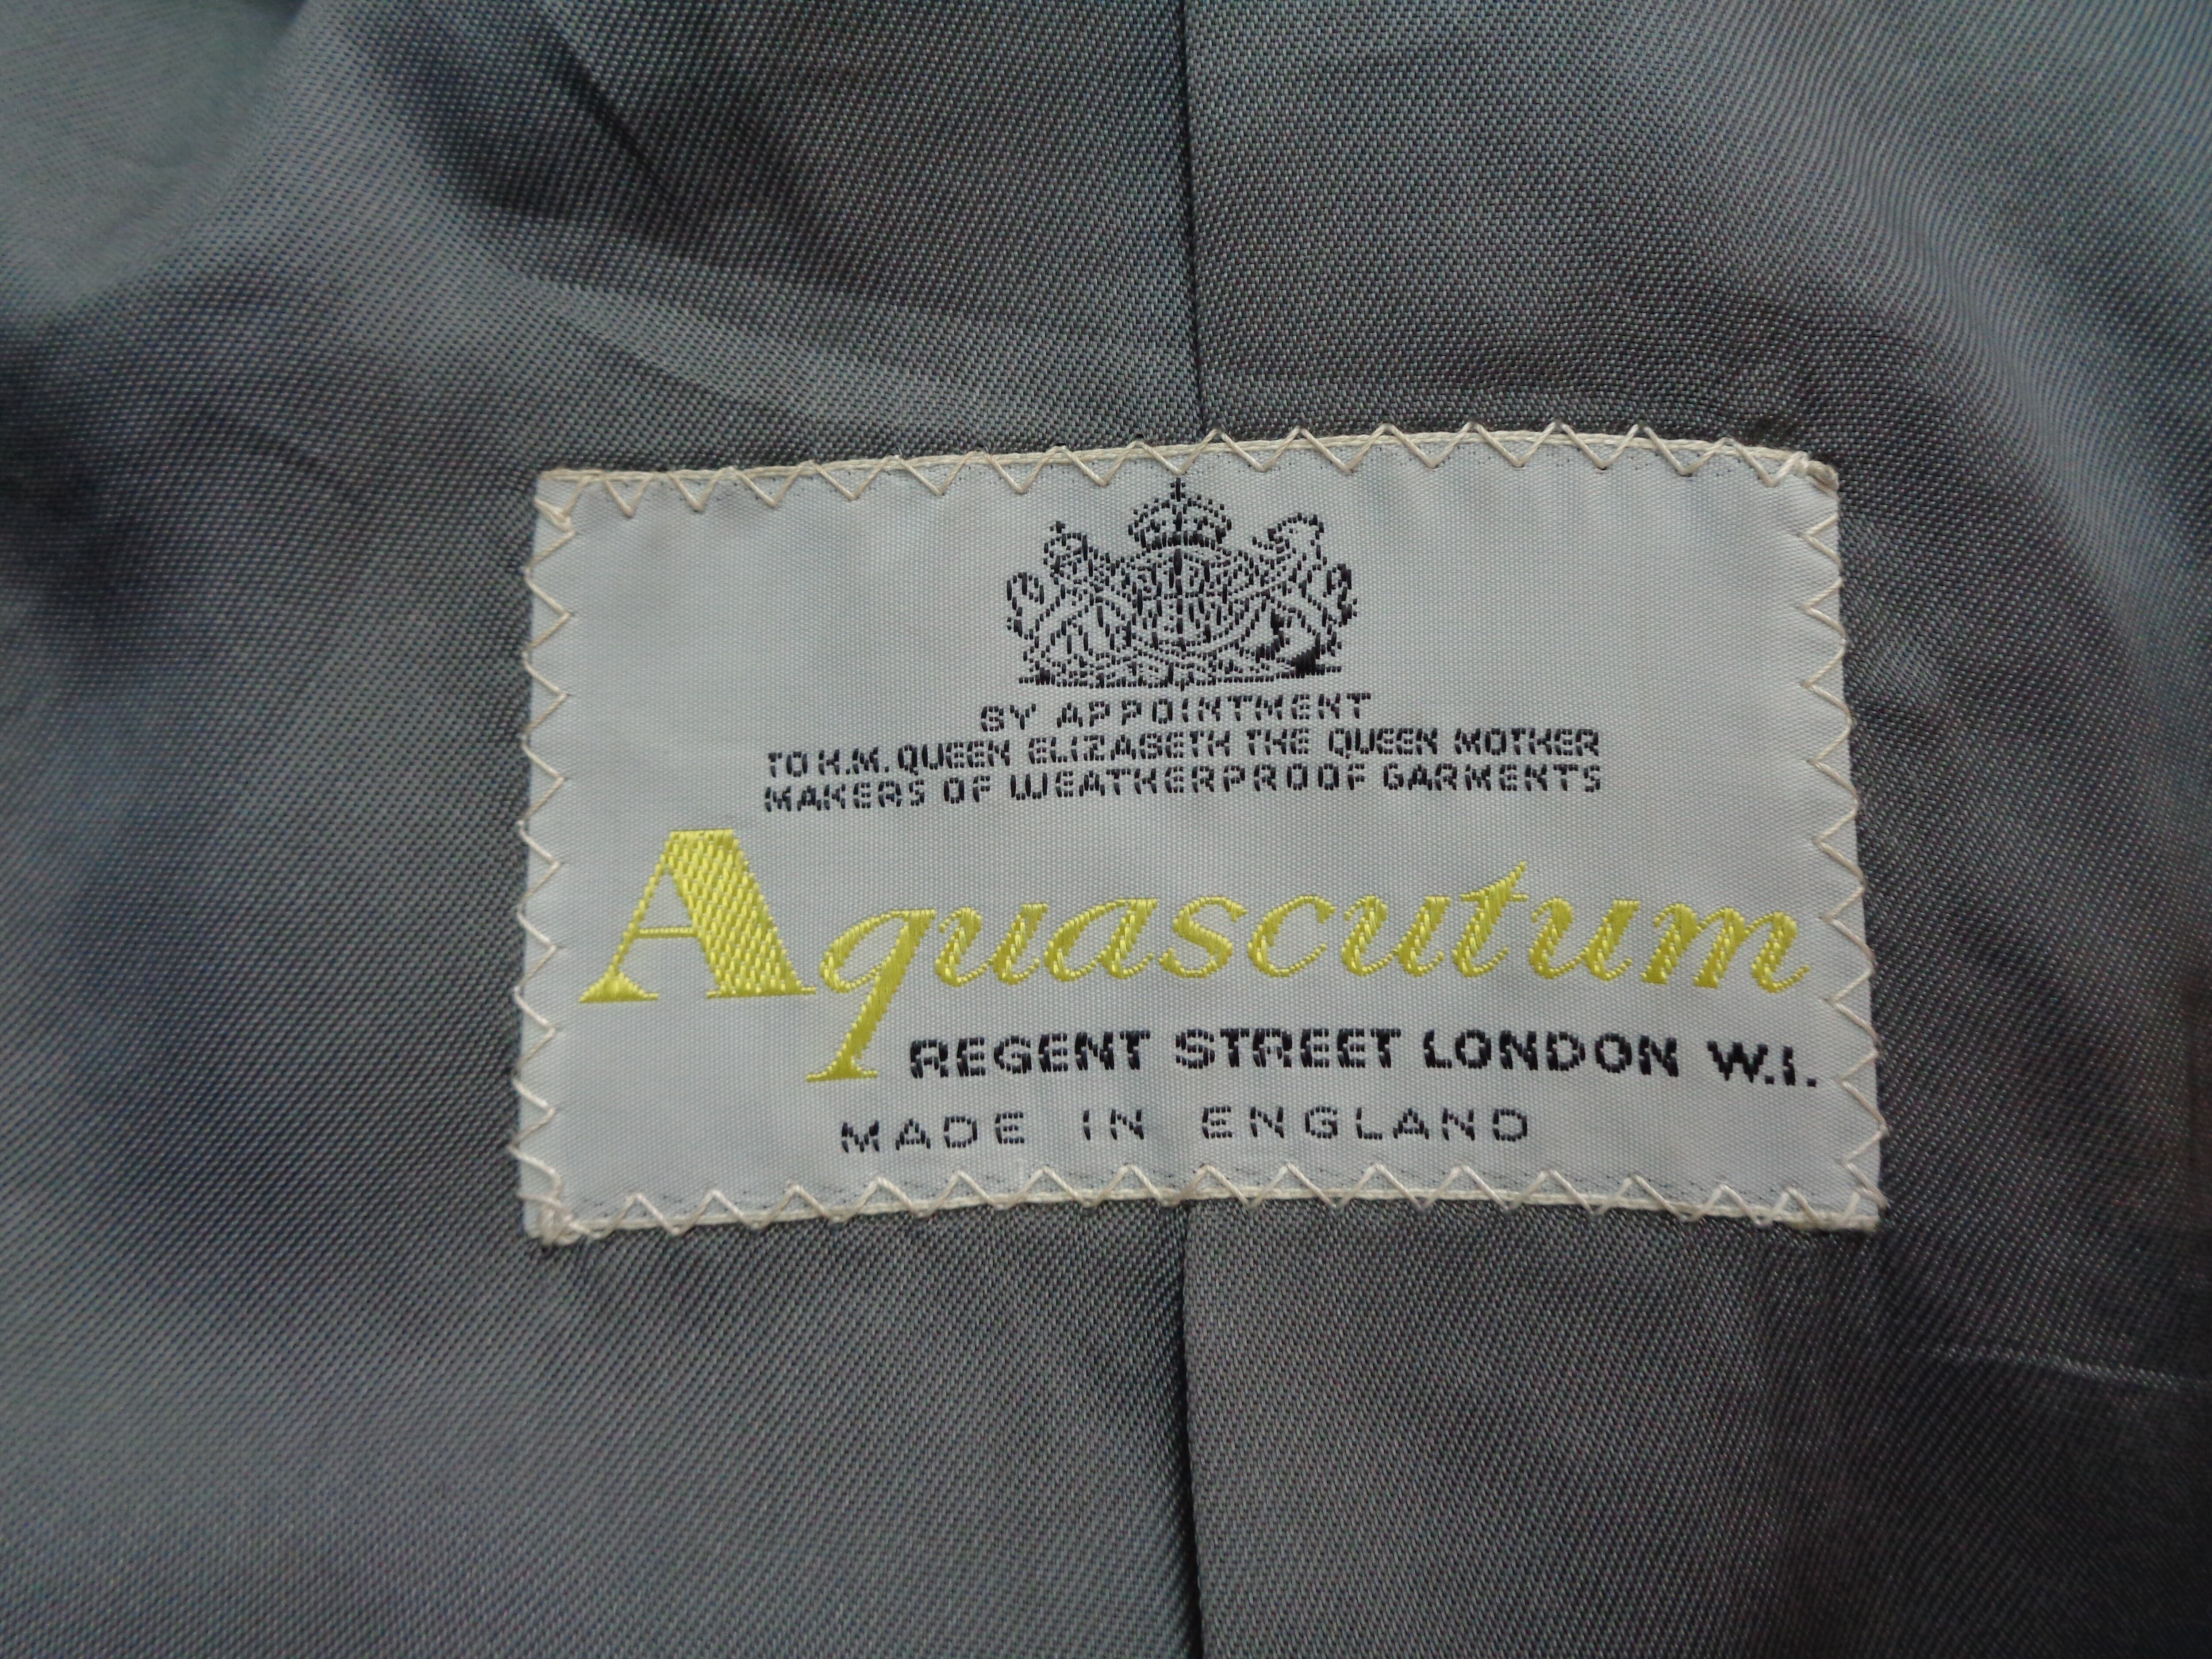 BY APPOINTMENT
TO H.M. QUEEN ELIZABETH THE QUEEN MOTHER
MAKERS OF WEATHERPROOF GARMENTS
Aquascutum
REGENT STREET LONDON W.I.
MADE IN ENGLAND